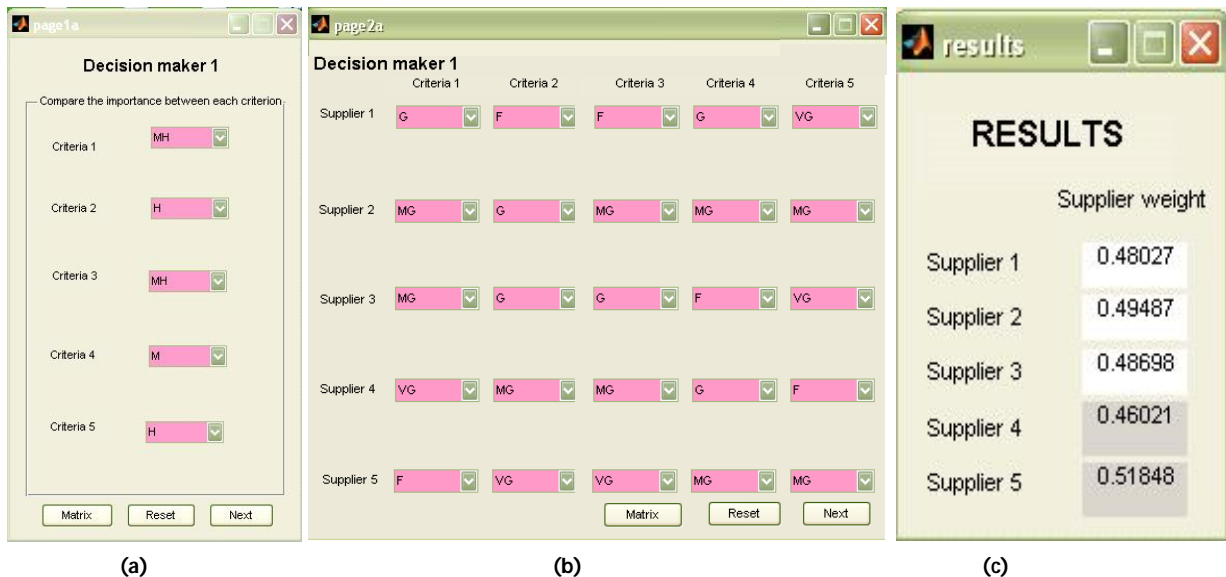 page1a
Decision maker 1
Compare the importance between each criterion
Criteria 1 MH
Criteria 2 H
Criteria 3 MH
Criteria 4 M
Criteria 5 H
Matrix Reset Next
(a)
page2a
Decision maker 1
Criteria 1 Criteria 2 Criteria 3 Criteria 4 Criteria 5
Supplier 1 G F F G VG
Supplier 2 MG G MG MG MG
Supplier 3 MG G G F VG
Supplier 4 VG MG MG G F
Supplier 5 F VG VG MG MG
Matrix Reset Next
(b)
results
RESULTS
Supplier weight
Supplier 1 0.48027
Supplier 2 0.49487
Supplier 3 0.48698
Supplier 4 0.46021
Supplier 5 0.51848
(c)